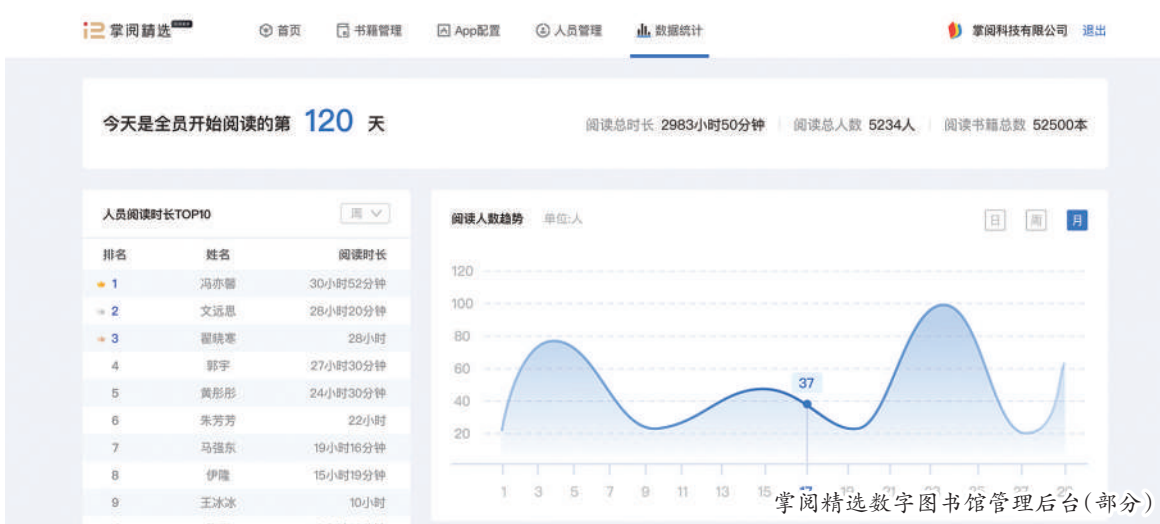 掌阅精选
首页
书籍管理
App配置
人员管理
数据统计
掌阅科技有限公司
退出
今天是全员开始阅读的第 120 天
阅读总时长 2983小时50分钟
阅读总人数 5234人
阅读书籍总数 52500本
人员阅读时长TOP10
周
排名 姓名 阅读时长
1 冯亦馨 30小时52分钟
2 文远思 28小时20分钟
3 翟晓寒 28小时
4 郭宇 27小时30分钟
5 黄彤彤 24小时30分钟
6 朱芳芳 22小时
7 马强东 19小时16分钟
8 伊隆 15小时19分钟
9 王冰冰 10小时
阅读人数趋势 单位:人
日 周 月
120
100
80
60
40
20
37
1 3 5 7 9 11 13 15
掌阅精选数字图书馆管理后台(部分)